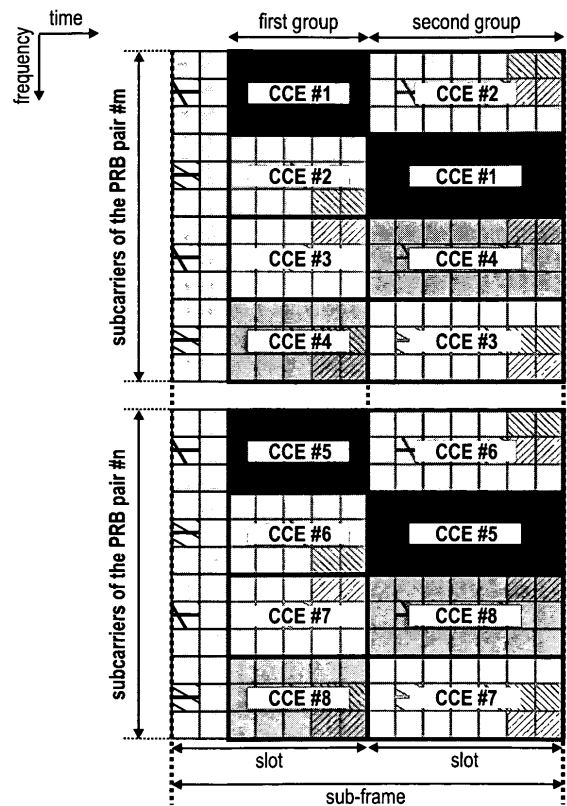 time
first group
second group
frequency
subcarriers of the PRB pair #m
CCE #1
CCE #2
CCE #2
CCE #1
CCE #3
CCE #4
CCE #4
CCE #3
subcarriers of the PRB pair #n
CCE #5
CCE #6
CCE #6
CCE #5
CCE #7
CCE #8
CCE #8
CCE #7
slot
slot
sub-frame